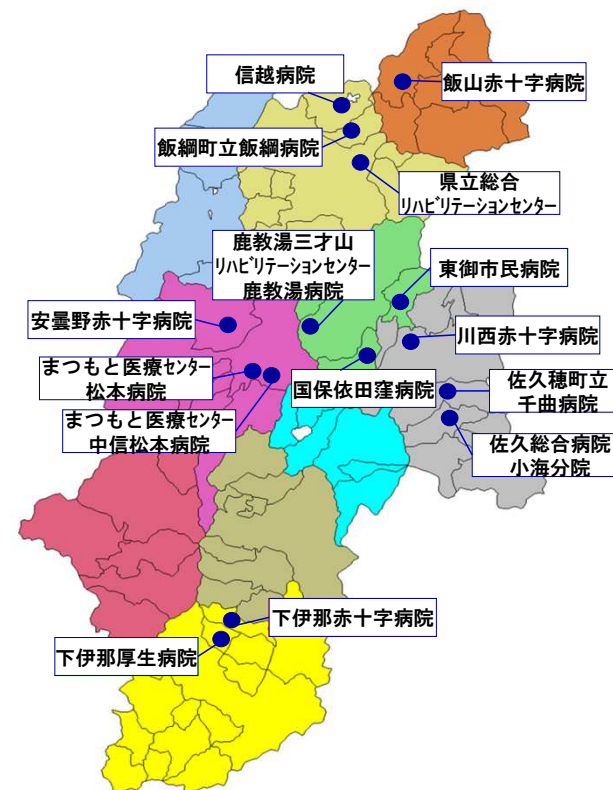 信越病院
飯山赤十字病院
飯綱町立飯綱病院
県立総合
ﾘﾊﾋﾞﾘﾃｰｼｮﾝｾﾝﾀｰ
鹿教湯三才山
ﾘﾊﾋﾞﾘﾃｰｼｮﾝｾﾝﾀｰ
鹿教湯病院
東御市民病院
安曇野赤十字病院
川西赤十字病院
まつもと医療ｾﾝﾀｰ
松本病院
国保依田窪病院
佐久穂町立
千曲病院
まつもと医療ｾﾝﾀｰ
中信松本病院
佐久総合病院
小海分院
下伊那赤十字病院
下伊那厚生病院